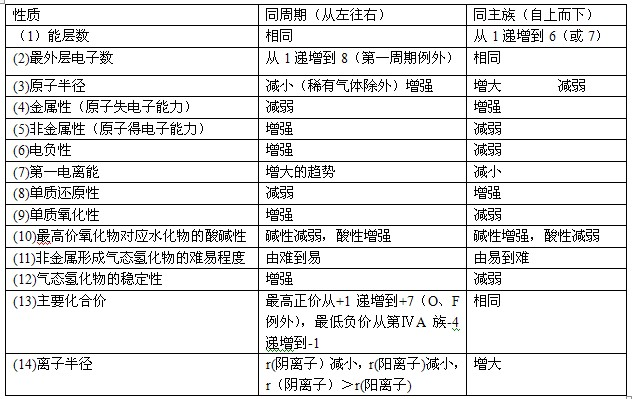 性质 同周期（从左往右） 同主族（自上而下）
（1）能层数 相同 从 1 递增到 6（或 7）
(2)最外层电子数 从 1 递增到 8（第一周期例外） 相同
(3)原子半径 减小（稀有气体除外）增强 增大 减弱
(4)金属性（原子失电子能力） 减弱 增强
(5)非金属性（原子得电子能力） 增强 减弱
(6)电负性 增强 减弱
(7)第一电离能 增大的趋势 减小
(8)单质还原性 减弱 增强
(9)单质氧化性 增强 减弱
(10)最高价氧化物对应水化物的酸碱性 碱性减弱，酸性增强 碱性增强，酸性减弱
(11)非金属形成气态氢化物的难易程度 由难到易 由易到难
(12)气态氢化物的稳定性 增强 减弱
(13)主要化合价 最高正价从+1 递增到+7（O、F 相同
例外），最低负价从第ⅣA 族-4
递增到-1
(14)离子半径 r(阴离子）减小，r(阳离子)减小， 增大
r（阴离子）＞r(阳离子)